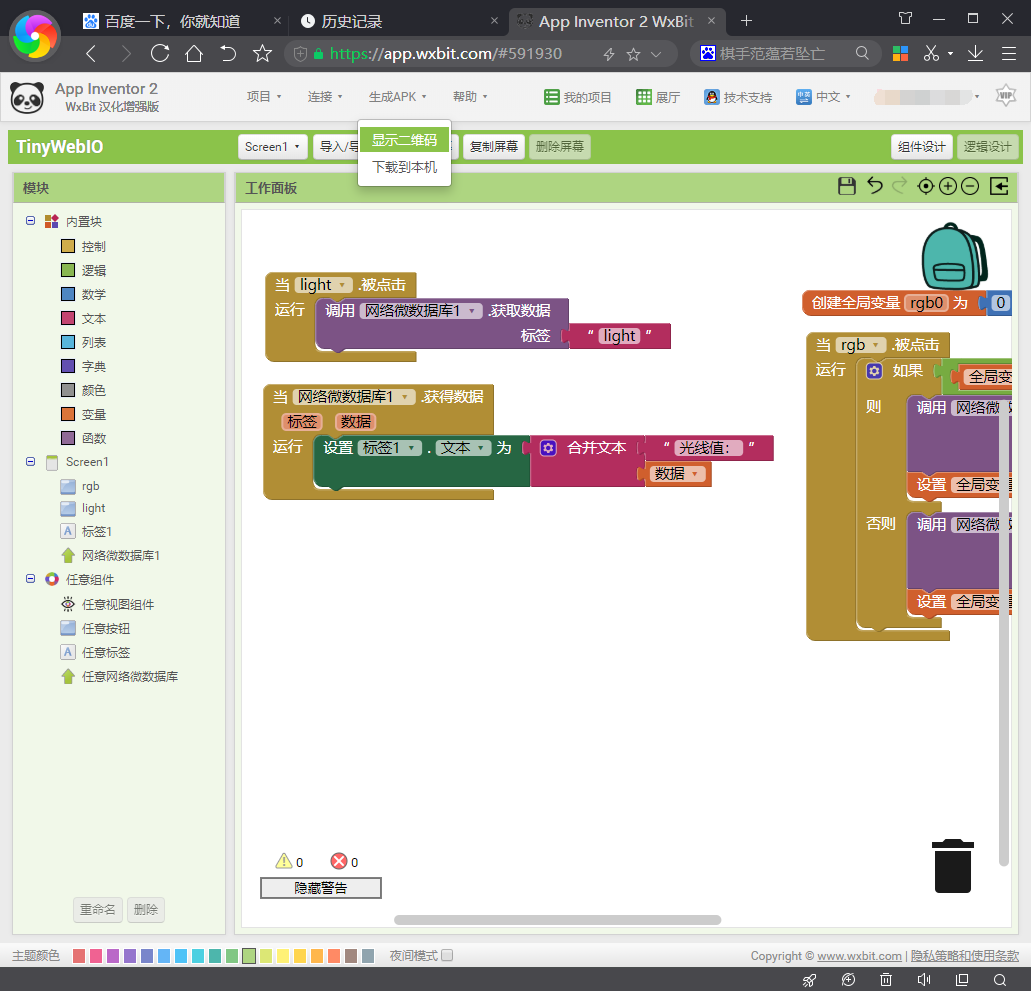 百度一下，你就知道
历史记录
App Inventor 2 WxBit
https://app.wxbit.com/#591930
棋手范蕴若坠亡
App Inventor 2
WxBit 汉化增强版
项目 连接 生成APK 帮助 我的项目 展厅 技术支持 中文 VIP
TinyWebIO
Screen1 导入/导 复制屏幕 删除屏幕 组件设计 逻辑设计
显示二维码
下载到本机
模块
工作面板
内置块
控制
逻辑
数学
文本
列表
字典
颜色
变量
函数
Screen1
rgb
light
A 标签1
网络微数据库1
任意组件
任意视图组件
任意按钮
A 任意标签
任意网络微数据库
重命名 删除
当 light .被点击
运行 调用 网络微数据库1 .获取数据
标签 “ light ”
当 网络微数据库1 .获得数据
标签 数据
运行 设置 标签1 . 文本 为 合并文本 “ 光线值： ”
数据
创建全局变量 rgb0 为 0
当 rgb .被点击
运行 如果 全局变
则 调用 网络微
设置 全局变
否则 调用 网络微
设置 全局变
0 0
隐藏警告
主题颜色 夜间模式
Copyright © www.wxbit.com | 隐私策略和使用条款